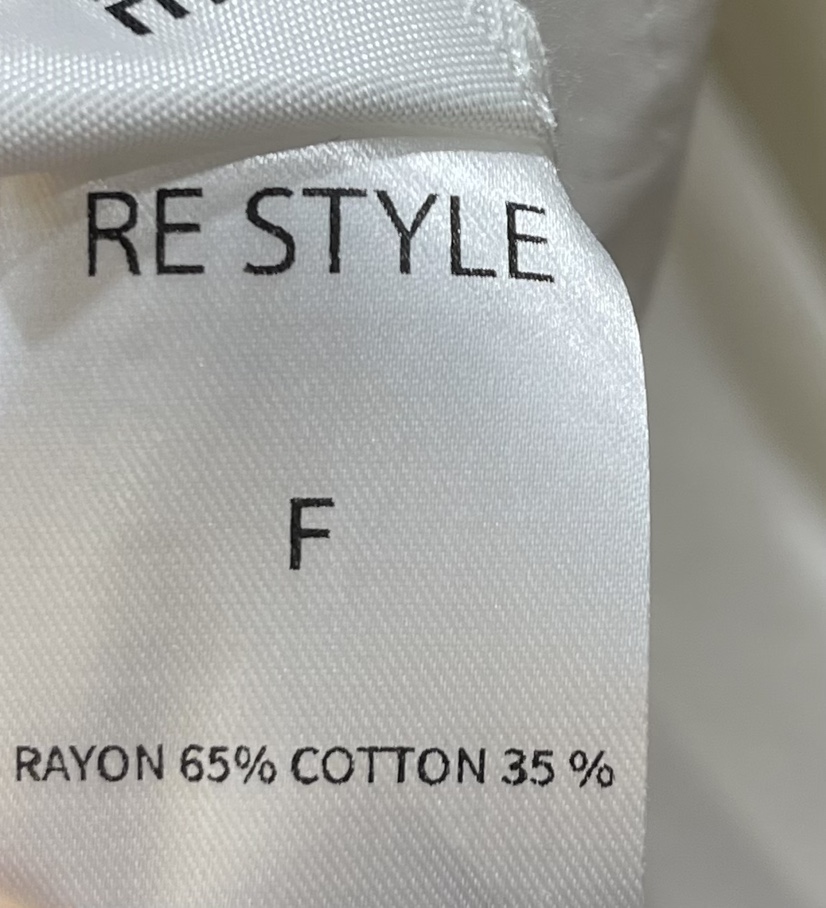 RE STYLE
F
RAYON 65% COTTON 35 %